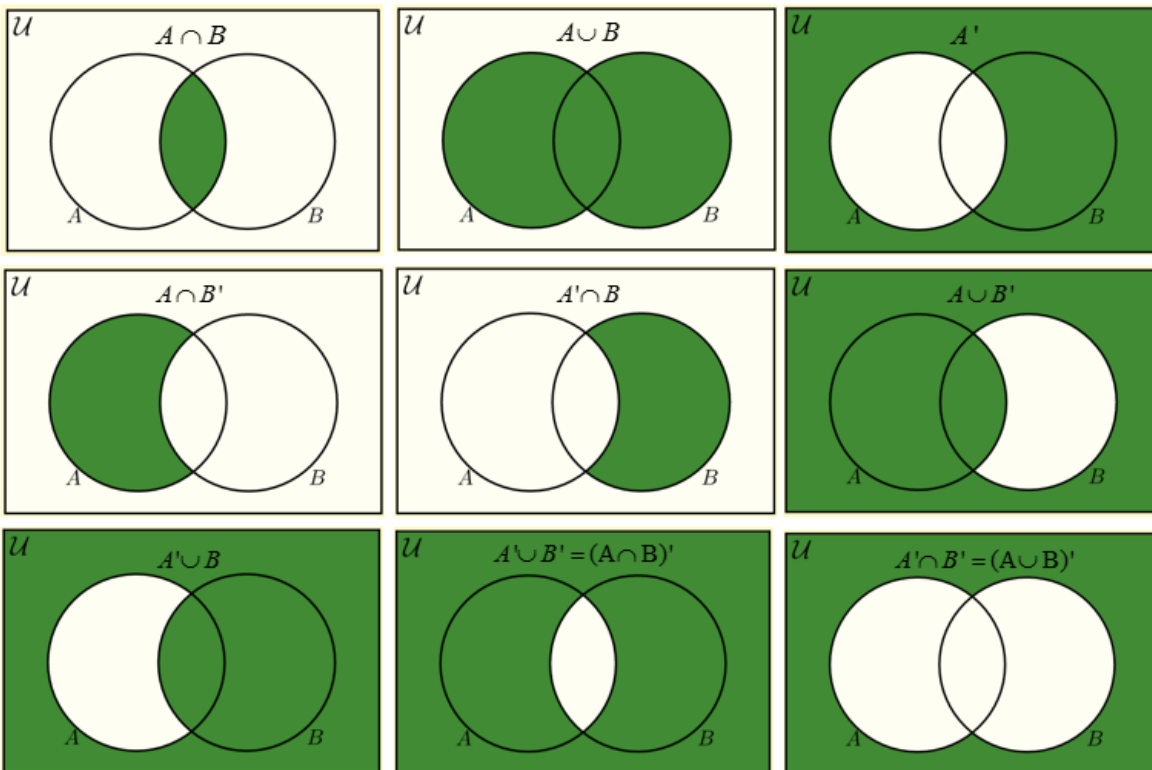 𝒰
A ∩ B
A
B
𝒰
A ∪ B
A
B
𝒰
A '
A
B
𝒰
A ∩ B '
A
B
𝒰
A' ∩ B
A
B
𝒰
A ∪ B '
A
B
𝒰
A' ∪ B
A
B
𝒰
A' ∪ B' = (A ∩ B)'
A
B
𝒰
A' ∩ B' = (A ∪ B)'
A
B